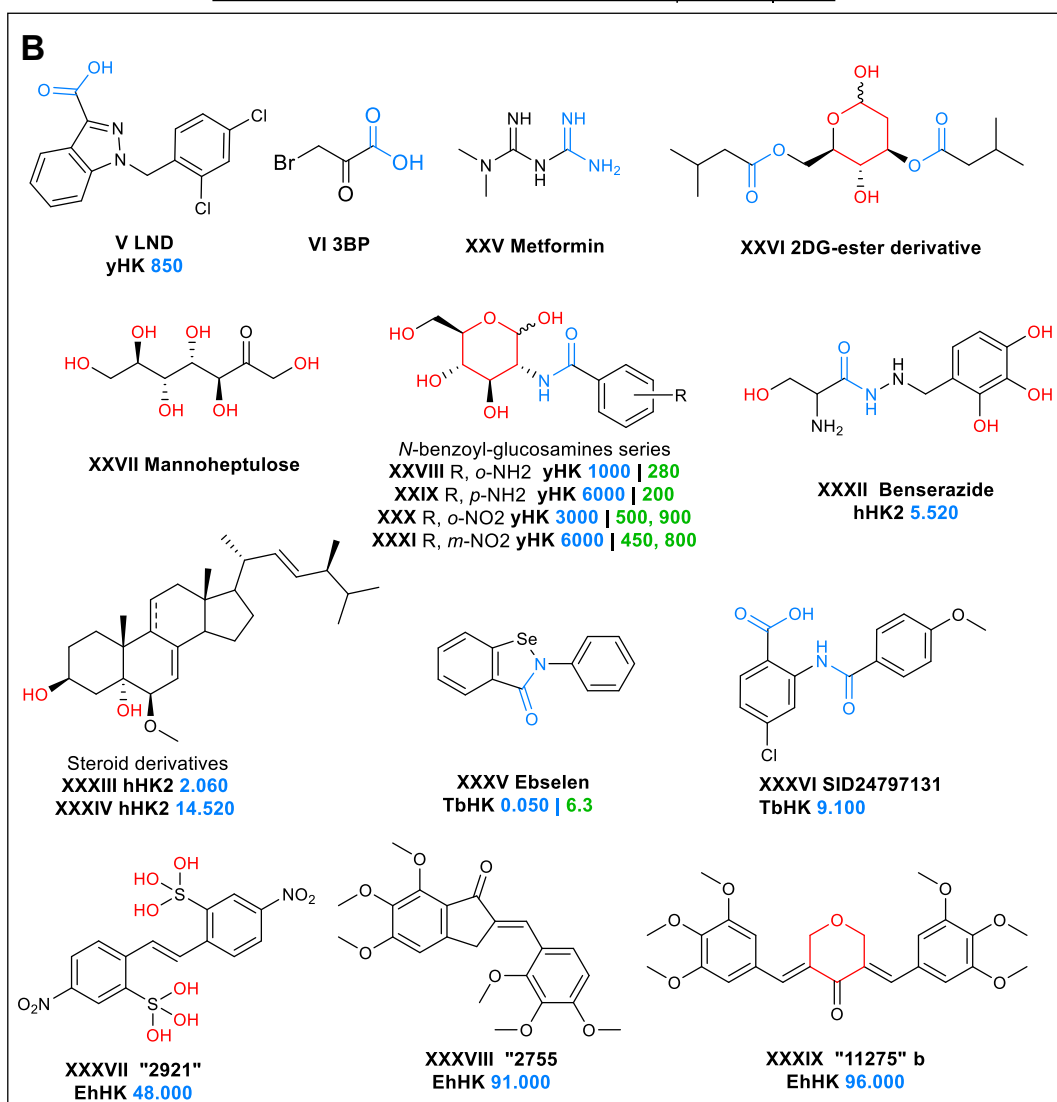 B
O
OH
N
N
Cl
Cl
V LND
yHK 850
Br
O
O
OH
VI 3BP
NH
NH
N
N
H
NH2
XXV Metformin
OH
O
O
O
O
O
OH
XXVI 2DG-ester derivative
OH
OH
O
HO
OH
OH
OH
XXVII Mannoheptulose
HO
O
OH
O
HO
OH
N
H
R
N-benzoyl-glucosamines series
XXVIII R, o-NH2 yHK 1000 | 280
XXIX R, p-NH2 yHK 6000 | 200
XXX R, o-NO2 yHK 3000 | 500, 900
XXXI R, m-NO2 yHK 6000 | 450, 800
HO
O
NH2
N
H
H
N
OH
OH
OH
XXXII Benserazide
hHK2 5.520
HO
OH
O
Steroid derivatives
XXXIII hHK2 2.060
XXXIV hHK2 14.520
Se
N
O
XXXV Ebselen
TbHK 0.050 | 6.3
O
OH
H
N
O
O
Cl
XXXVI SID24797131
TbHK 9.100
OH
HO
OH
S
HO
NO2
O2N
OH
S
OH
OH
XXXVII "2921"
EhHK 48.000
O
O
O
O
O
O
O
XXXVIII "2755
EhHK 91.000
O
O
O
O
O
O
O
O
XXXIX "11275" b
EhHK 96.000